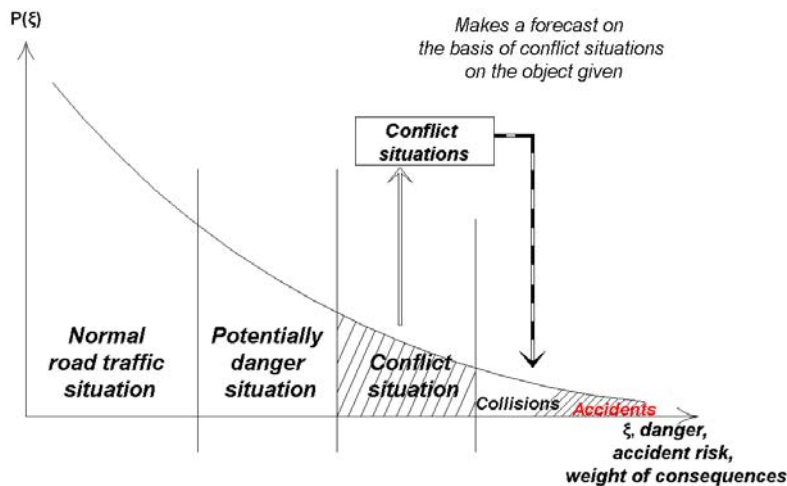 P(ξ)
Makes a forecast on
the basis of conflict situations
on the object given
Conflict
situations
Normal
road traffic
situation
Potentially
danger
situation
Conflict
situation
Collisions
Accidents
ξ, danger,
accident risk,
weight of consequences